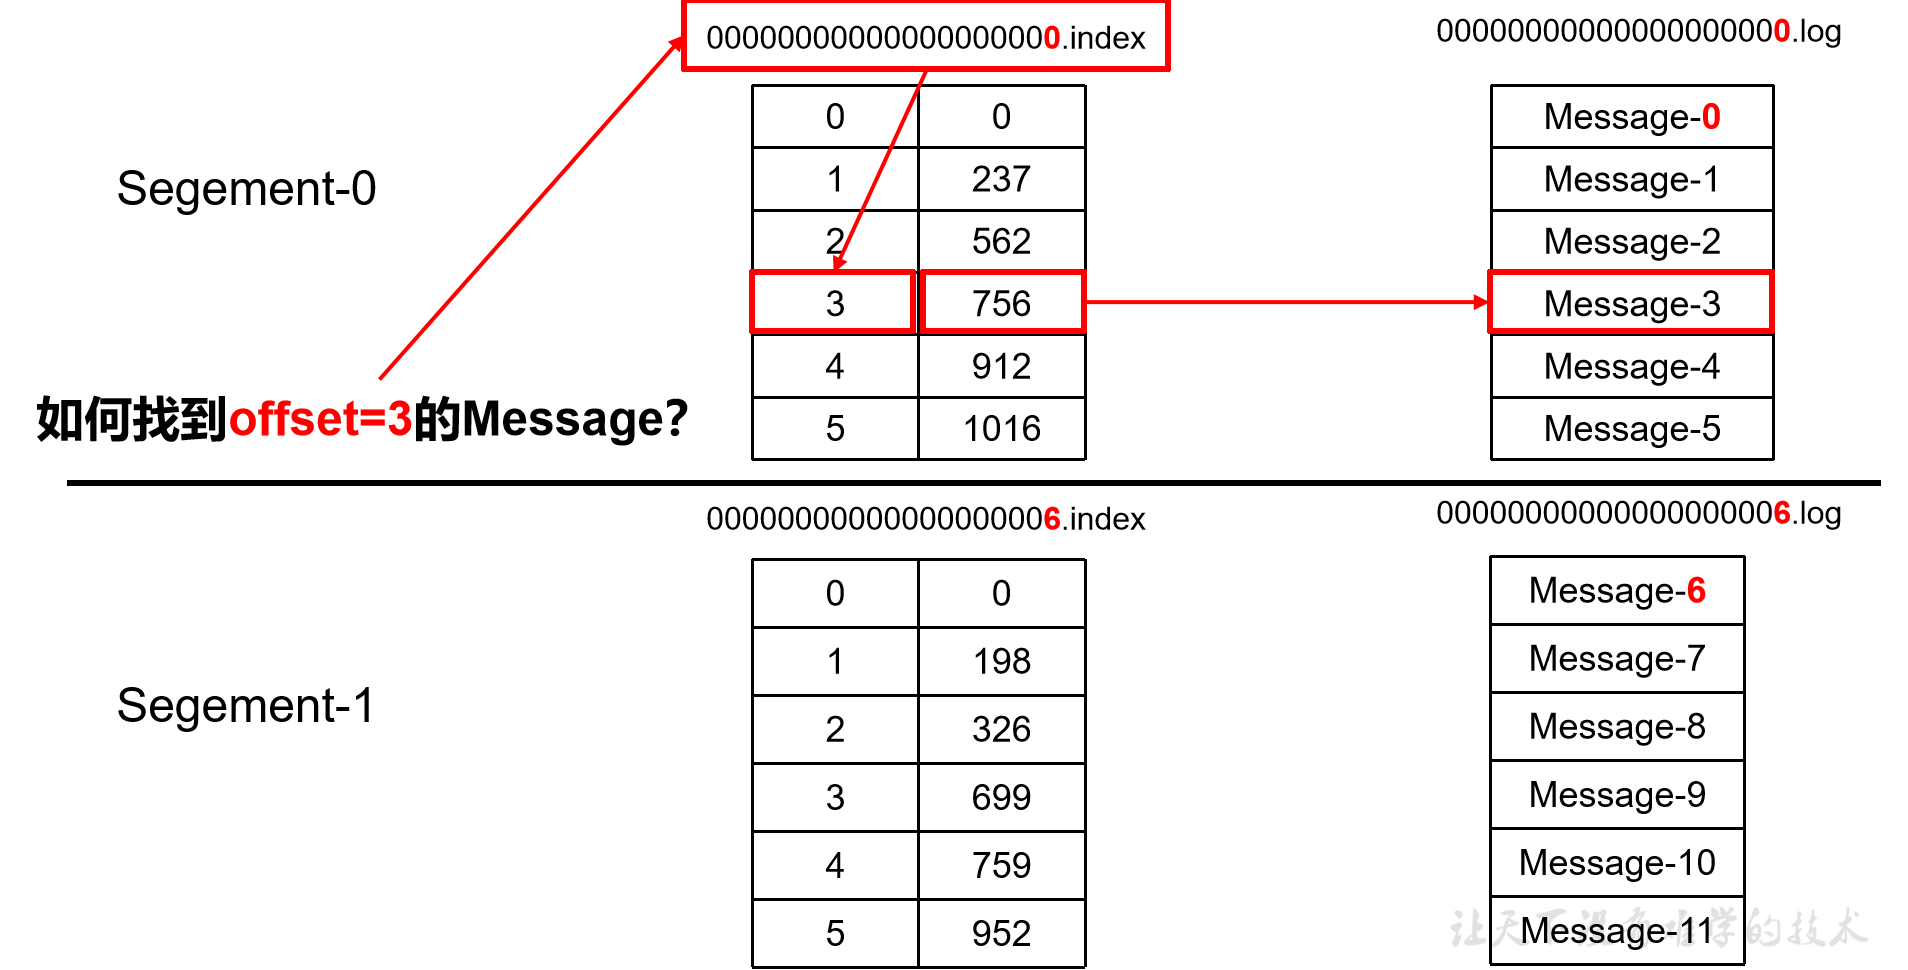 00000000000000000000.index
00000000000000000000.log
Segement-0
0 0 Message-0
1 237 Message-1
2 562 Message-2
3 756 Message-3
4 912 Message-4
5 1016 Message-5
如何找到offset=3的Message?
00000000000000000006.index
00000000000000000006.log
Segement-1
0 0 Message-6
1 198 Message-7
2 326 Message-8
3 699 Message-9
4 759 Message-10
5 952 Message-11
让天下没有难学的技术